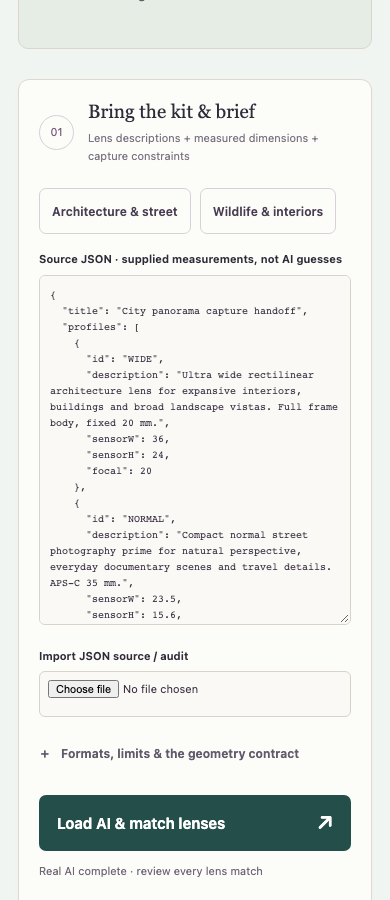 01
Bring the kit & brief
Lens descriptions + measured dimensions +
capture constraints
Architecture & street
Wildlife & interiors
Source JSON · supplied measurements, not AI guesses
{
  "title": "City panorama capture handoff",
  "profiles": [
    {
      "id": "WIDE",
      "description": "Ultra wide rectilinear
architecture lens for expansive interiors,
buildings and broad landscape vistas. Full frame
body, fixed 20 mm.",
      "sensorW": 36,
      "sensorH": 24,
      "focal": 20
    },
    {
      "id": "NORMAL",
      "description": "Compact normal street
photography prime for natural perspective,
everyday documentary scenes and travel details.
APS-C 35 mm.",
      "sensorW": 23.5,
      "sensorH": 15.6,
Import JSON source / audit
Choose file No file chosen
+ Formats, limits & the geometry contract
Load AI & match lenses
Real AI complete · review every lens match